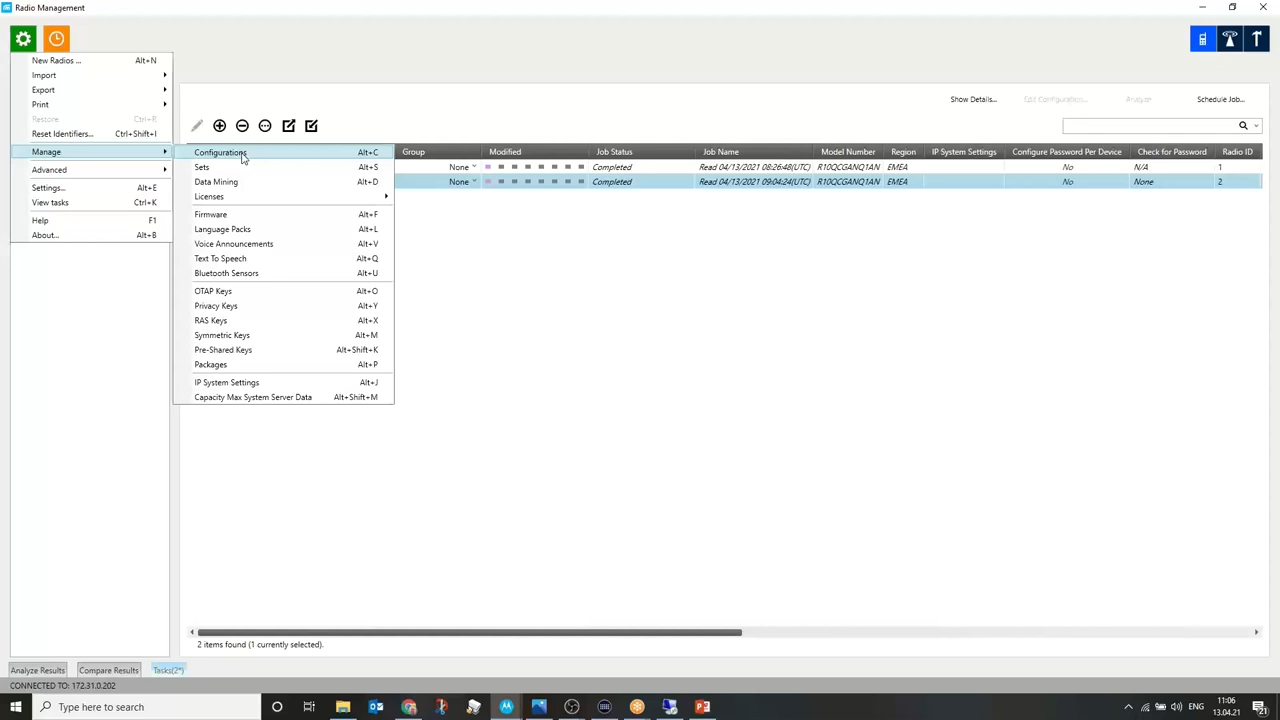 Radio Management
New Radios ... Alt+N
Import
Export
Print
Restore Ctrl+R
Reset Identifiers... Ctrl+Shift+I
Manage
Advanced
Settings... Alt+E
View tasks Ctrl+K
Help F1
About... Alt+B
Configurations Alt+C
Sets Alt+S
Data Mining Alt+D
Licenses
Firmware Alt+F
Language Packs Alt+L
Voice Announcements Alt+V
Text To Speech Alt+Q
Bluetooth Sensors Alt+U
OTAP Keys Alt+O
Privacy Keys Alt+Y
RAS Keys Alt+X
Symmetric Keys Alt+M
Pre-Shared Keys Alt+Shift+K
Packages Alt+P
IP System Settings Alt+J
Capacity Max System Server Data Alt+Shift+M
Show Details... Edit Configuration... Analyze Schedule Job...
Group Modified Job Status Job Name Model Number Region IP System Settings Configure Password Per Device Check for Password Radio ID
None Completed Read 04/13/2021 08:26:48(UTC) R10QCGANQ1AN EMEA No N/A 1
None Completed Read 04/13/2021 09:04:24(UTC) R10QCGANQ1AN EMEA No None 2
2 items found (1 currently selected).
Analyze Results Compare Results Tasks(2*)
CONNECTED TO: 172.31.0.202
Type here to search
ENG
11:06
13.04.21
21